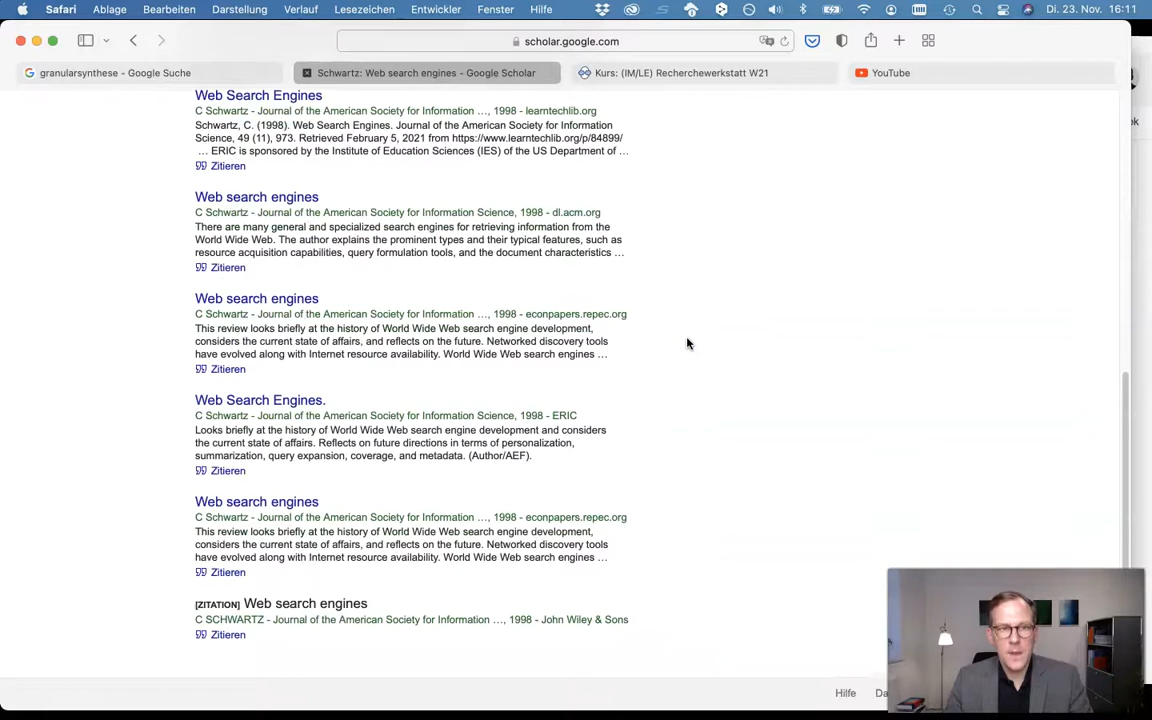 Safari Ablage Bearbeiten Darstellung Verlauf Lesezeichen Entwickler Fenster Hilfe Di. 23. Nov. 16:11
scholar.google.com
granularsynthese - Google Suche
Schwartz: Web search engines - Google Scholar
Kurs: (IM/LE) Recherchewerkstatt W21
YouTube
Web Search Engines
C Schwartz - Journal of the American Society for Information …, 1998 - learntechlib.org
Schwartz, C. (1998). Web Search Engines. Journal of the American Society for Information
Science, 49 (11), 973. Retrieved February 5, 2021 from https://www.learntechlib.org/p/84899/
… ERIC is sponsored by the Institute of Education Sciences (IES) of the US Department of …
Zitieren
Web search engines
C Schwartz - Journal of the American Society for Information Science, 1998 - dl.acm.org
There are many general and specialized search engines for retrieving information from the
World Wide Web. The author explains the prominent types and their typical features, such as
resource acquisition capabilities, query formulation tools, and the document characteristics …
Zitieren
Web search engines
C Schwartz - Journal of the American Society for Information …, 1998 - econpapers.repec.org
This review looks briefly at the history of World Wide Web search engine development,
considers the current state of affairs, and reflects on the future. Networked discovery tools
have evolved along with Internet resource availability. World Wide Web search engines …
Zitieren
Web Search Engines.
C Schwartz - Journal of the American Society for Information Science, 1998 - ERIC
Looks briefly at the history of World Wide Web search engine development and considers
the current state of affairs. Reflects on future directions in terms of personalization,
summarization, query expansion, coverage, and metadata. (Author/AEF).
Zitieren
Web search engines
C Schwartz - Journal of the American Society for Information …, 1998 - econpapers.repec.org
This review looks briefly at the history of World Wide Web search engine development,
considers the current state of affairs, and reflects on the future. Networked discovery tools
have evolved along with Internet resource availability. World Wide Web search engines …
Zitieren
[ZITATION] Web search engines
C SCHWARTZ - Journal of the American Society for Information …, 1998 - John Wiley & Sons
Zitieren
Hilfe